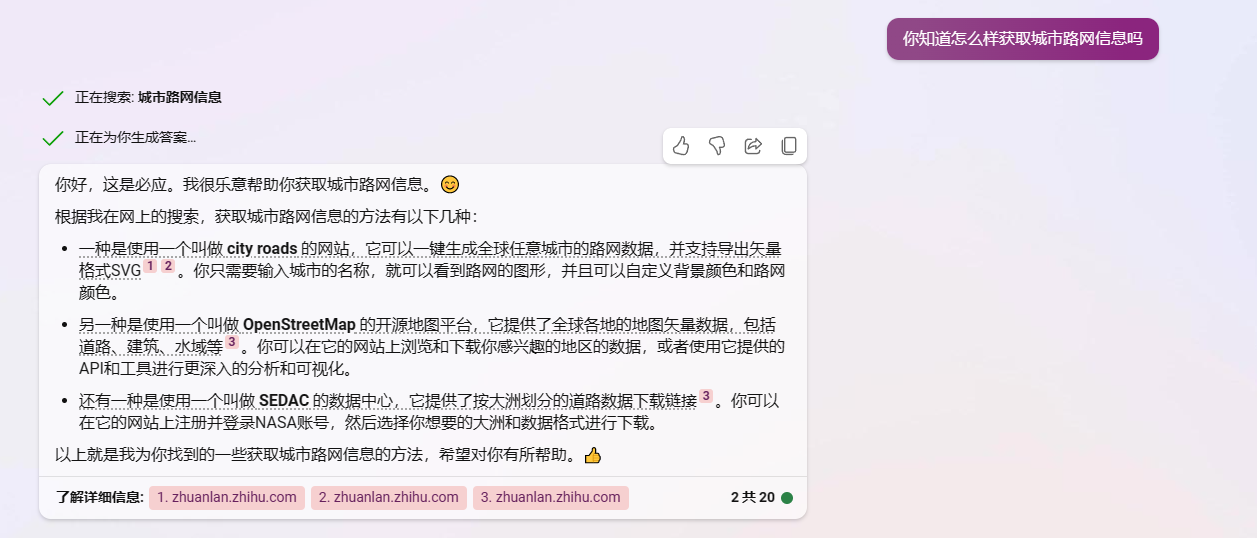 你知道怎么样获取城市路网信息吗
正在搜索: 城市路网信息
正在为你生成答案...
你好，这是必应。我很乐意帮助你获取城市路网信息。😊
根据我在网上的搜索，获取城市路网信息的方法有以下几种：
• 一种是使用一个叫做 city roads 的网站，它可以一键生成全球任意城市的路网数据，并支持导出矢量
格式SVG 1 2 。你只需要输入城市的名称，就可以看到路网的图形，并且可以自定义背景颜色和路网
颜色。
• 另一种是使用一个叫做 OpenStreetMap 的开源地图平台，它提供了全球各地的地图矢量数据，包括
道路、建筑、水域等 3 。你可以在它的网站上浏览和下载你感兴趣的地区的数据，或者使用它提供的
API和工具进行更深入的分析和可视化。
• 还有一种是使用一个叫做 SEDAC 的数据中心，它提供了按大洲划分的道路数据下载链接 3 。你可以
在它的网站上注册并登录NASA账号，然后选择你想要的大洲和数据格式进行下载。
以上就是我为你找到的一些获取城市路网信息的方法，希望对你有所帮助。👍
了解详细信息: 1. zhuanlan.zhihu.com 2. zhuanlan.zhihu.com 3. zhuanlan.zhihu.com 2 共 20